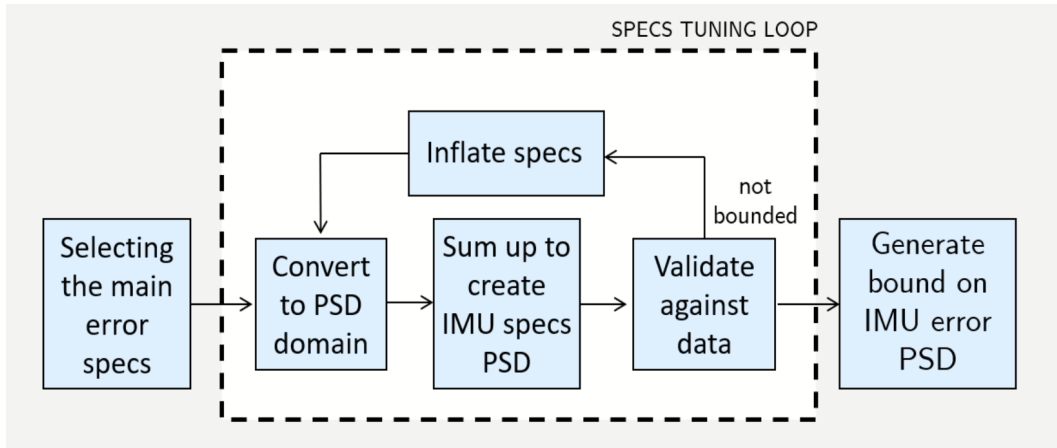 SPECS TUNING LOOP
Inflate specs
not
bounded
Selecting
the main
error
specs
Convert
to PSD
domain
Sum up to
create
IMU specs
PSD
Validate
against
data
Generate
bound on
IMU error
PSD